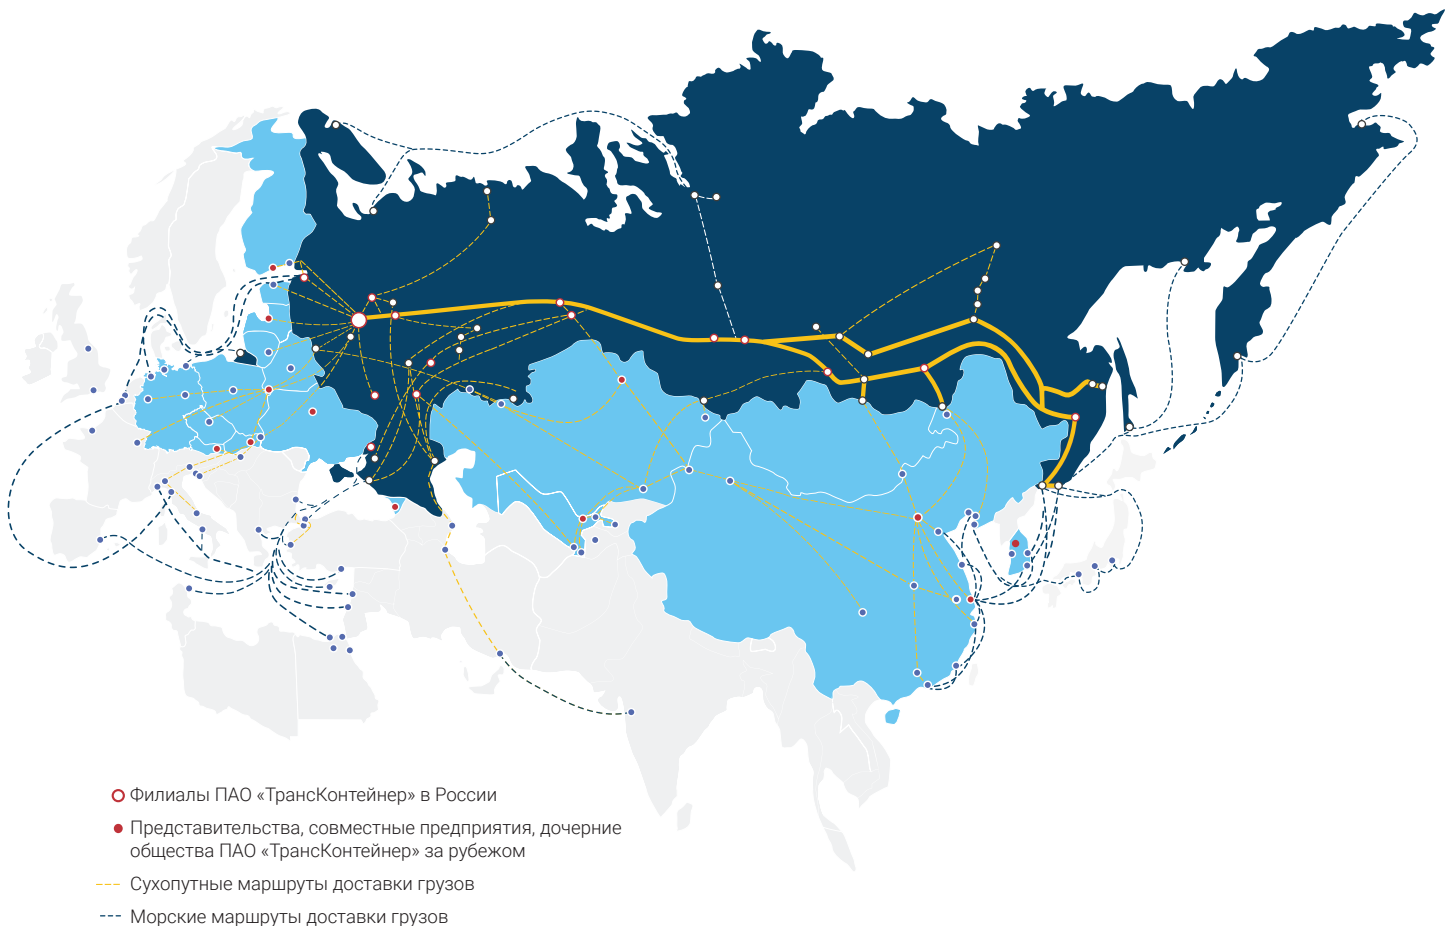 Филиалы ПАО «ТрансКонтейнер» в России
Представительства, совместные предприятия, дочерние
общества ПАО «ТрансКонтейнер» за рубежом
Сухопутные маршруты доставки грузов
Морские маршруты доставки грузов